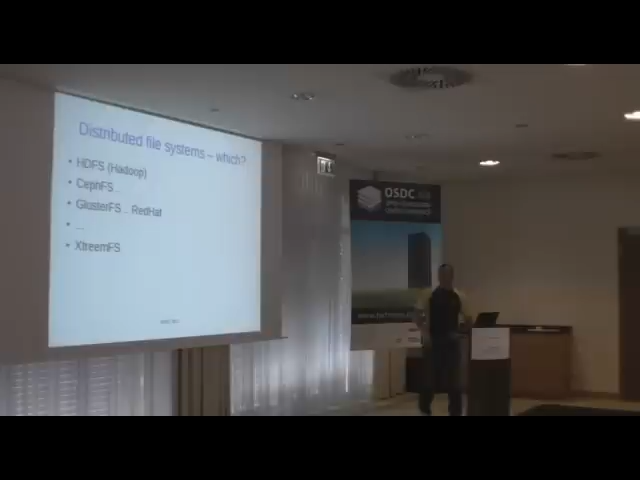 Distributed file systems – which?
• HDFS (Hadoop)
• CephFS...
• GlusterFS .. RedHat
• ...
• XtreemFS
OSDC